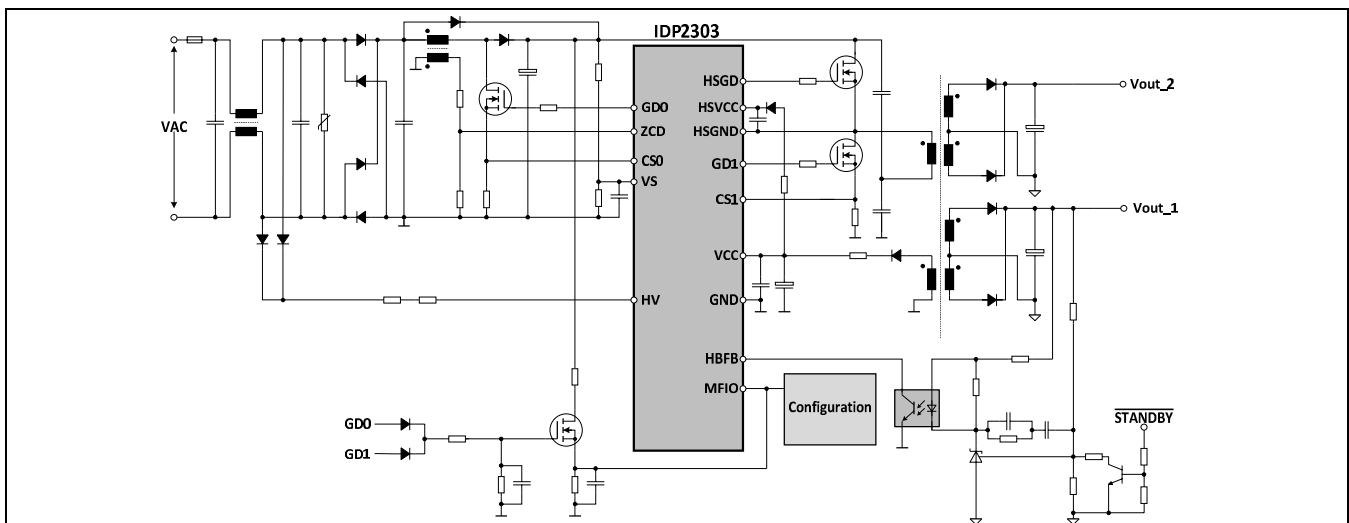 IDP2303
VAC
GD0
ZCD
CS0
VS
HV
HSGD
HSVCC
HSGND
GD1
CS1
VCC
GND
HBFB
MFIO
Vout_2
Vout_1
Configuration
STANDBY
GD0
GD1